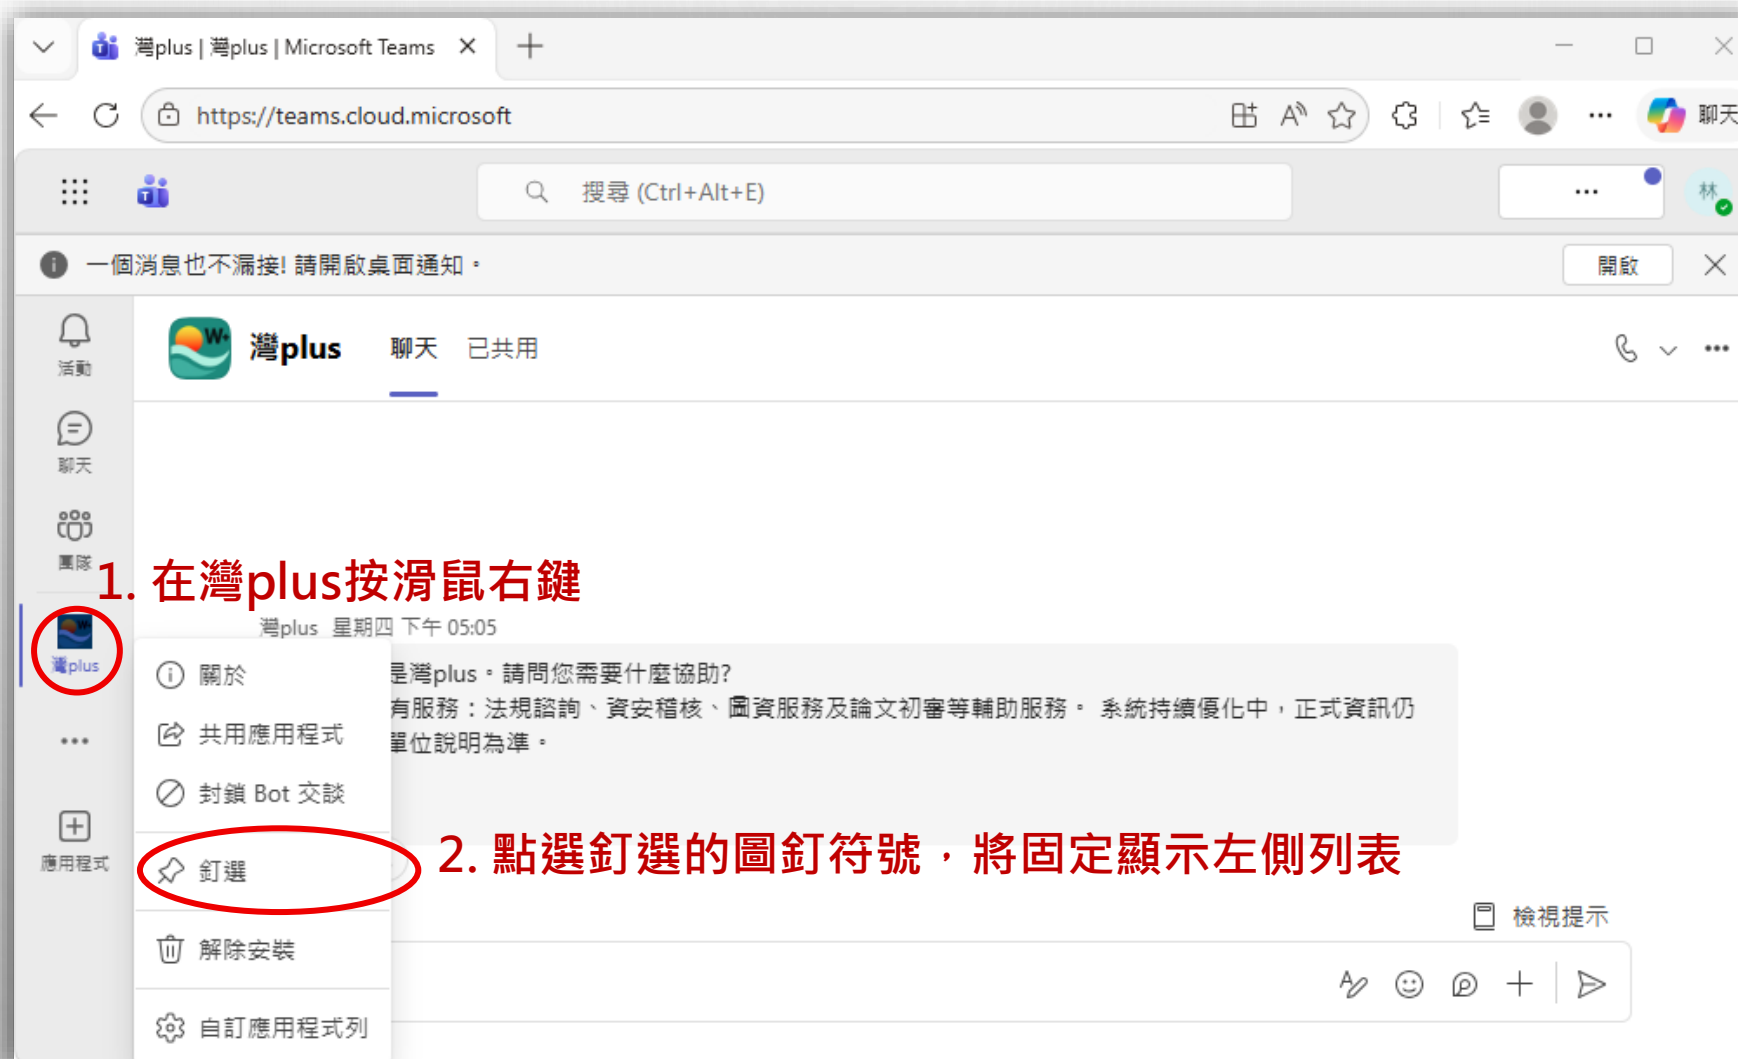 灣plus | 灣plus | Microsoft Teams
https://teams.cloud.microsoft
聊天
搜尋 (Ctrl+Alt+E)
林
一個消息也不漏接! 請開啟桌面通知。
開啟
活動
灣plus 聊天 已共用
聊天
團隊
1. 在灣plus按滑鼠右鍵
灣plus 星期四 下午 05:05
灣plus
關於
是灣plus。請問您需要什麼協助?
有服務：法規諮詢、資安稽核、圖資服務及論文初審等輔助服務。 系統持續優化中，正式資訊仍
共用應用程式
單位說明為準。
封鎖 Bot 交談
應用程式
釘選
2. 點選釘選的圖釘符號，將固定顯示左側列表
檢視提示
解除安裝
自訂應用程式列